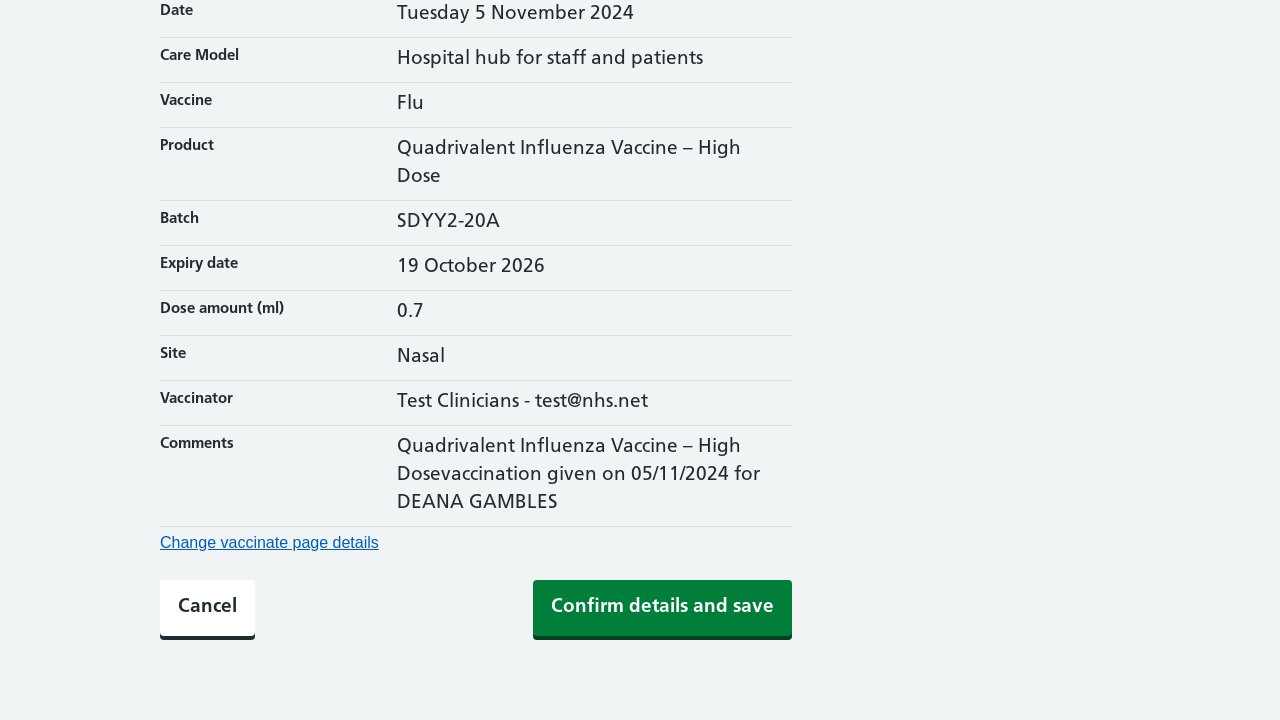 Date Tuesday 5 November 2024
Care Model Hospital hub for staff and patients
Vaccine Flu
Product Quadrivalent Influenza Vaccine – High
Dose
Batch SDYY2-20A
Expiry date 19 October 2026
Dose amount (ml) 0.7
Site Nasal
Vaccinator Test Clinicians - test@nhs.net
Comments Quadrivalent Influenza Vaccine – High
Dosevaccination given on 05/11/2024 for
DEANA GAMBLES
Change vaccinate page details
Cancel Confirm details and save